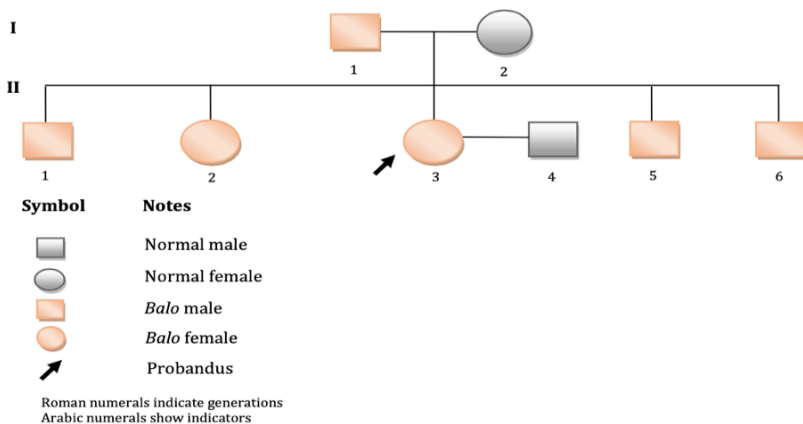 I
1 2
II
1 2 3 4 5 6
Symbol Notes
Normal male
Normal female
Balo male
Balo female
Probandus
Roman numerals indicate generations
Arabic numerals show indicators